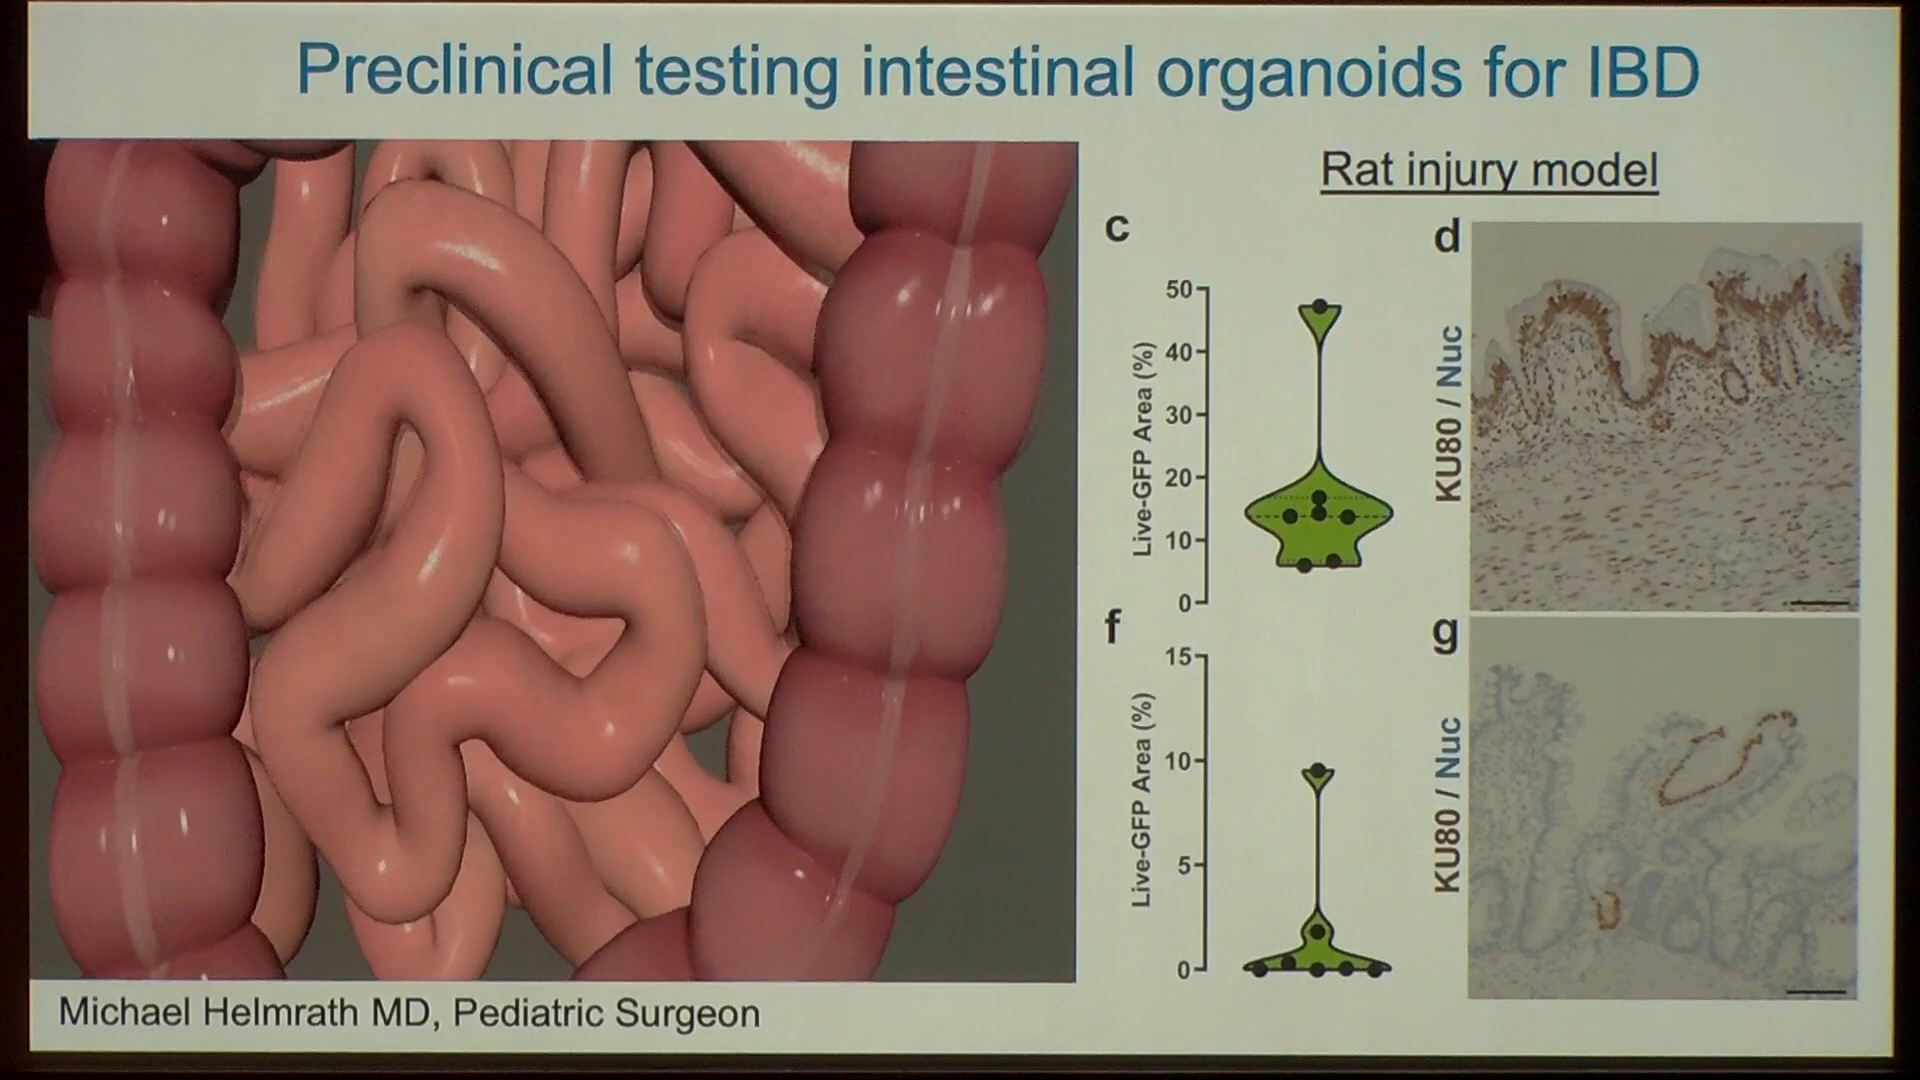 Preclinical testing intestinal organoids for IBD
Rat injury model
c
50
40
30
20
10
0
Live-GFP Area (%)
d
KU80 / Nuc
f
15
10
5
0
Live-GFP Area (%)
g
KU80 / Nuc
Michael Helmrath MD, Pediatric Surgeon